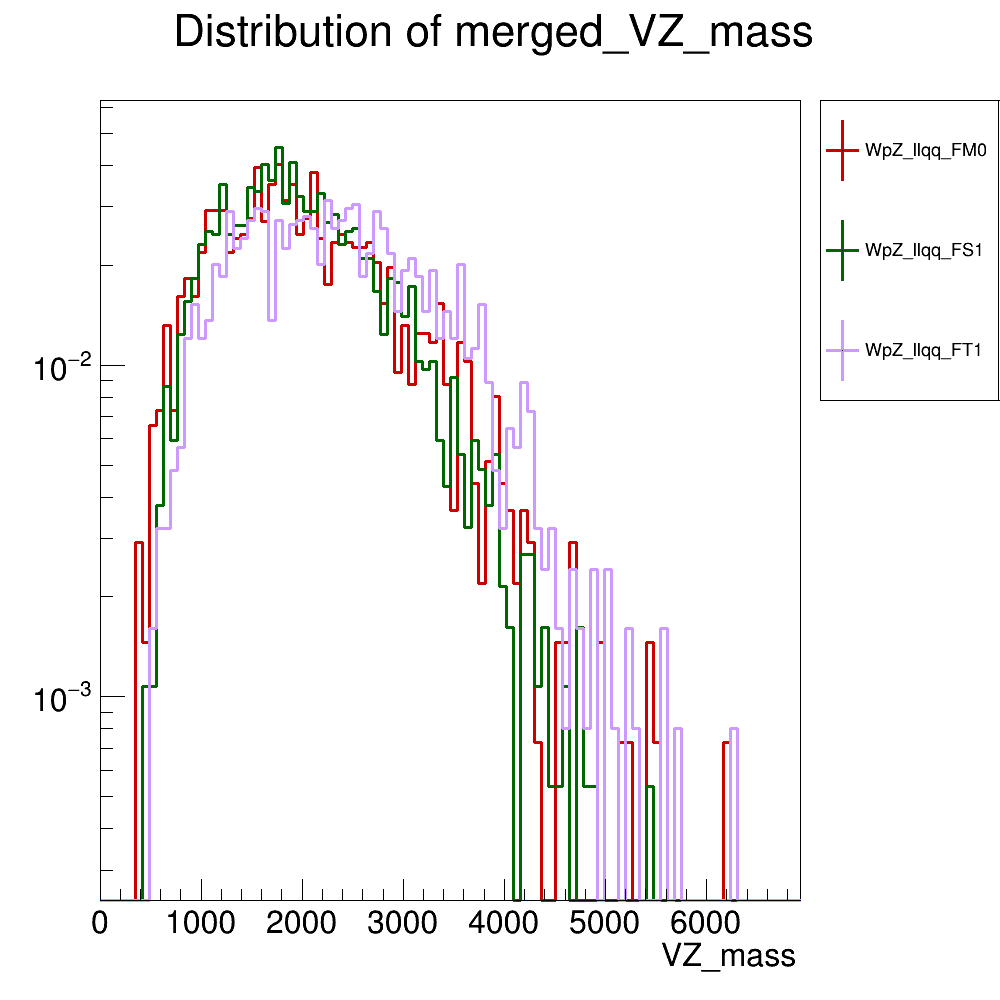 Distribution of merged_VZ_mass
WpZ_llqq_FM0
WpZ_llqq_FS1
WpZ_llqq_FT1
10⁻²
10⁻³
0 1000 2000 3000 4000 5000 6000
VZ_mass